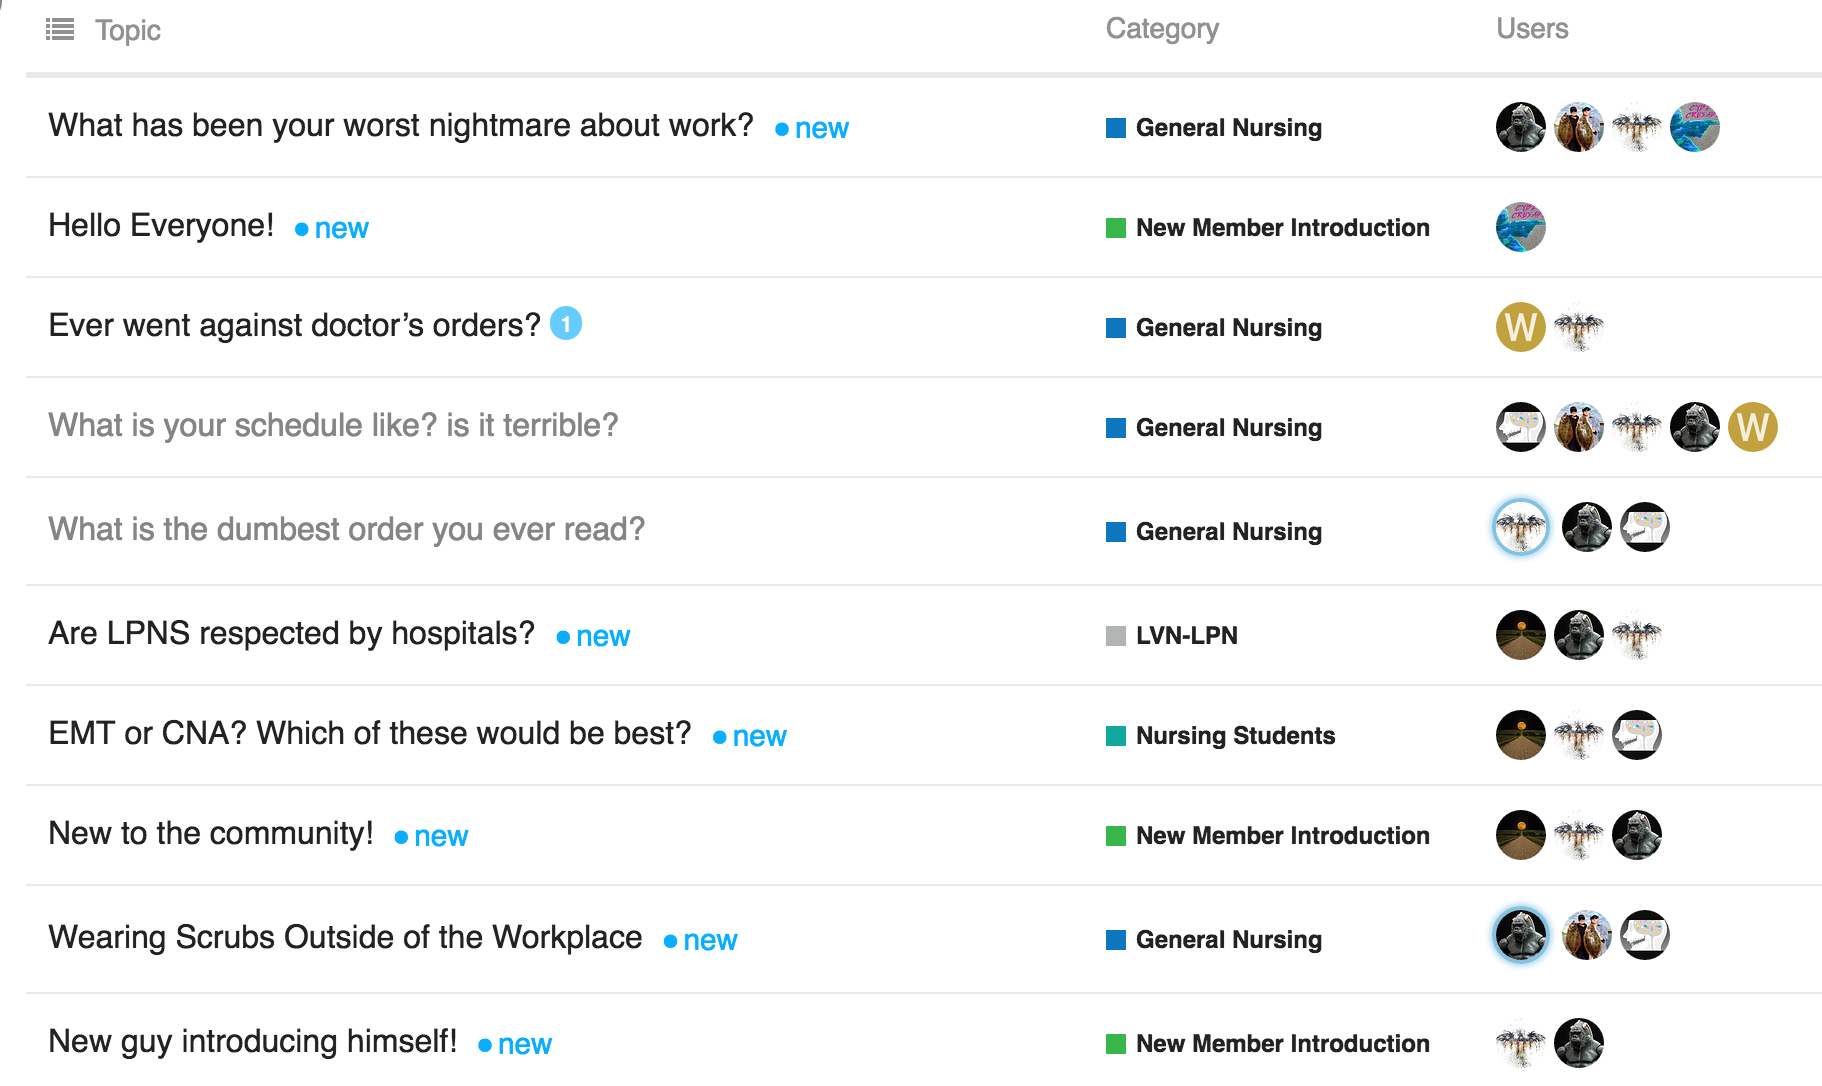 Topic Category Users
What has been your worst nightmare about work? new General Nursing
Hello Everyone! new New Member Introduction
Ever went against doctor’s orders? 1 General Nursing W
What is your schedule like? is it terrible? General Nursing W
What is the dumbest order you ever read? General Nursing
Are LPNS respected by hospitals? new LVN-LPN
EMT or CNA? Which of these would be best? new Nursing Students
New to the community! new New Member Introduction
Wearing Scrubs Outside of the Workplace new General Nursing
New guy introducing himself! new New Member Introduction